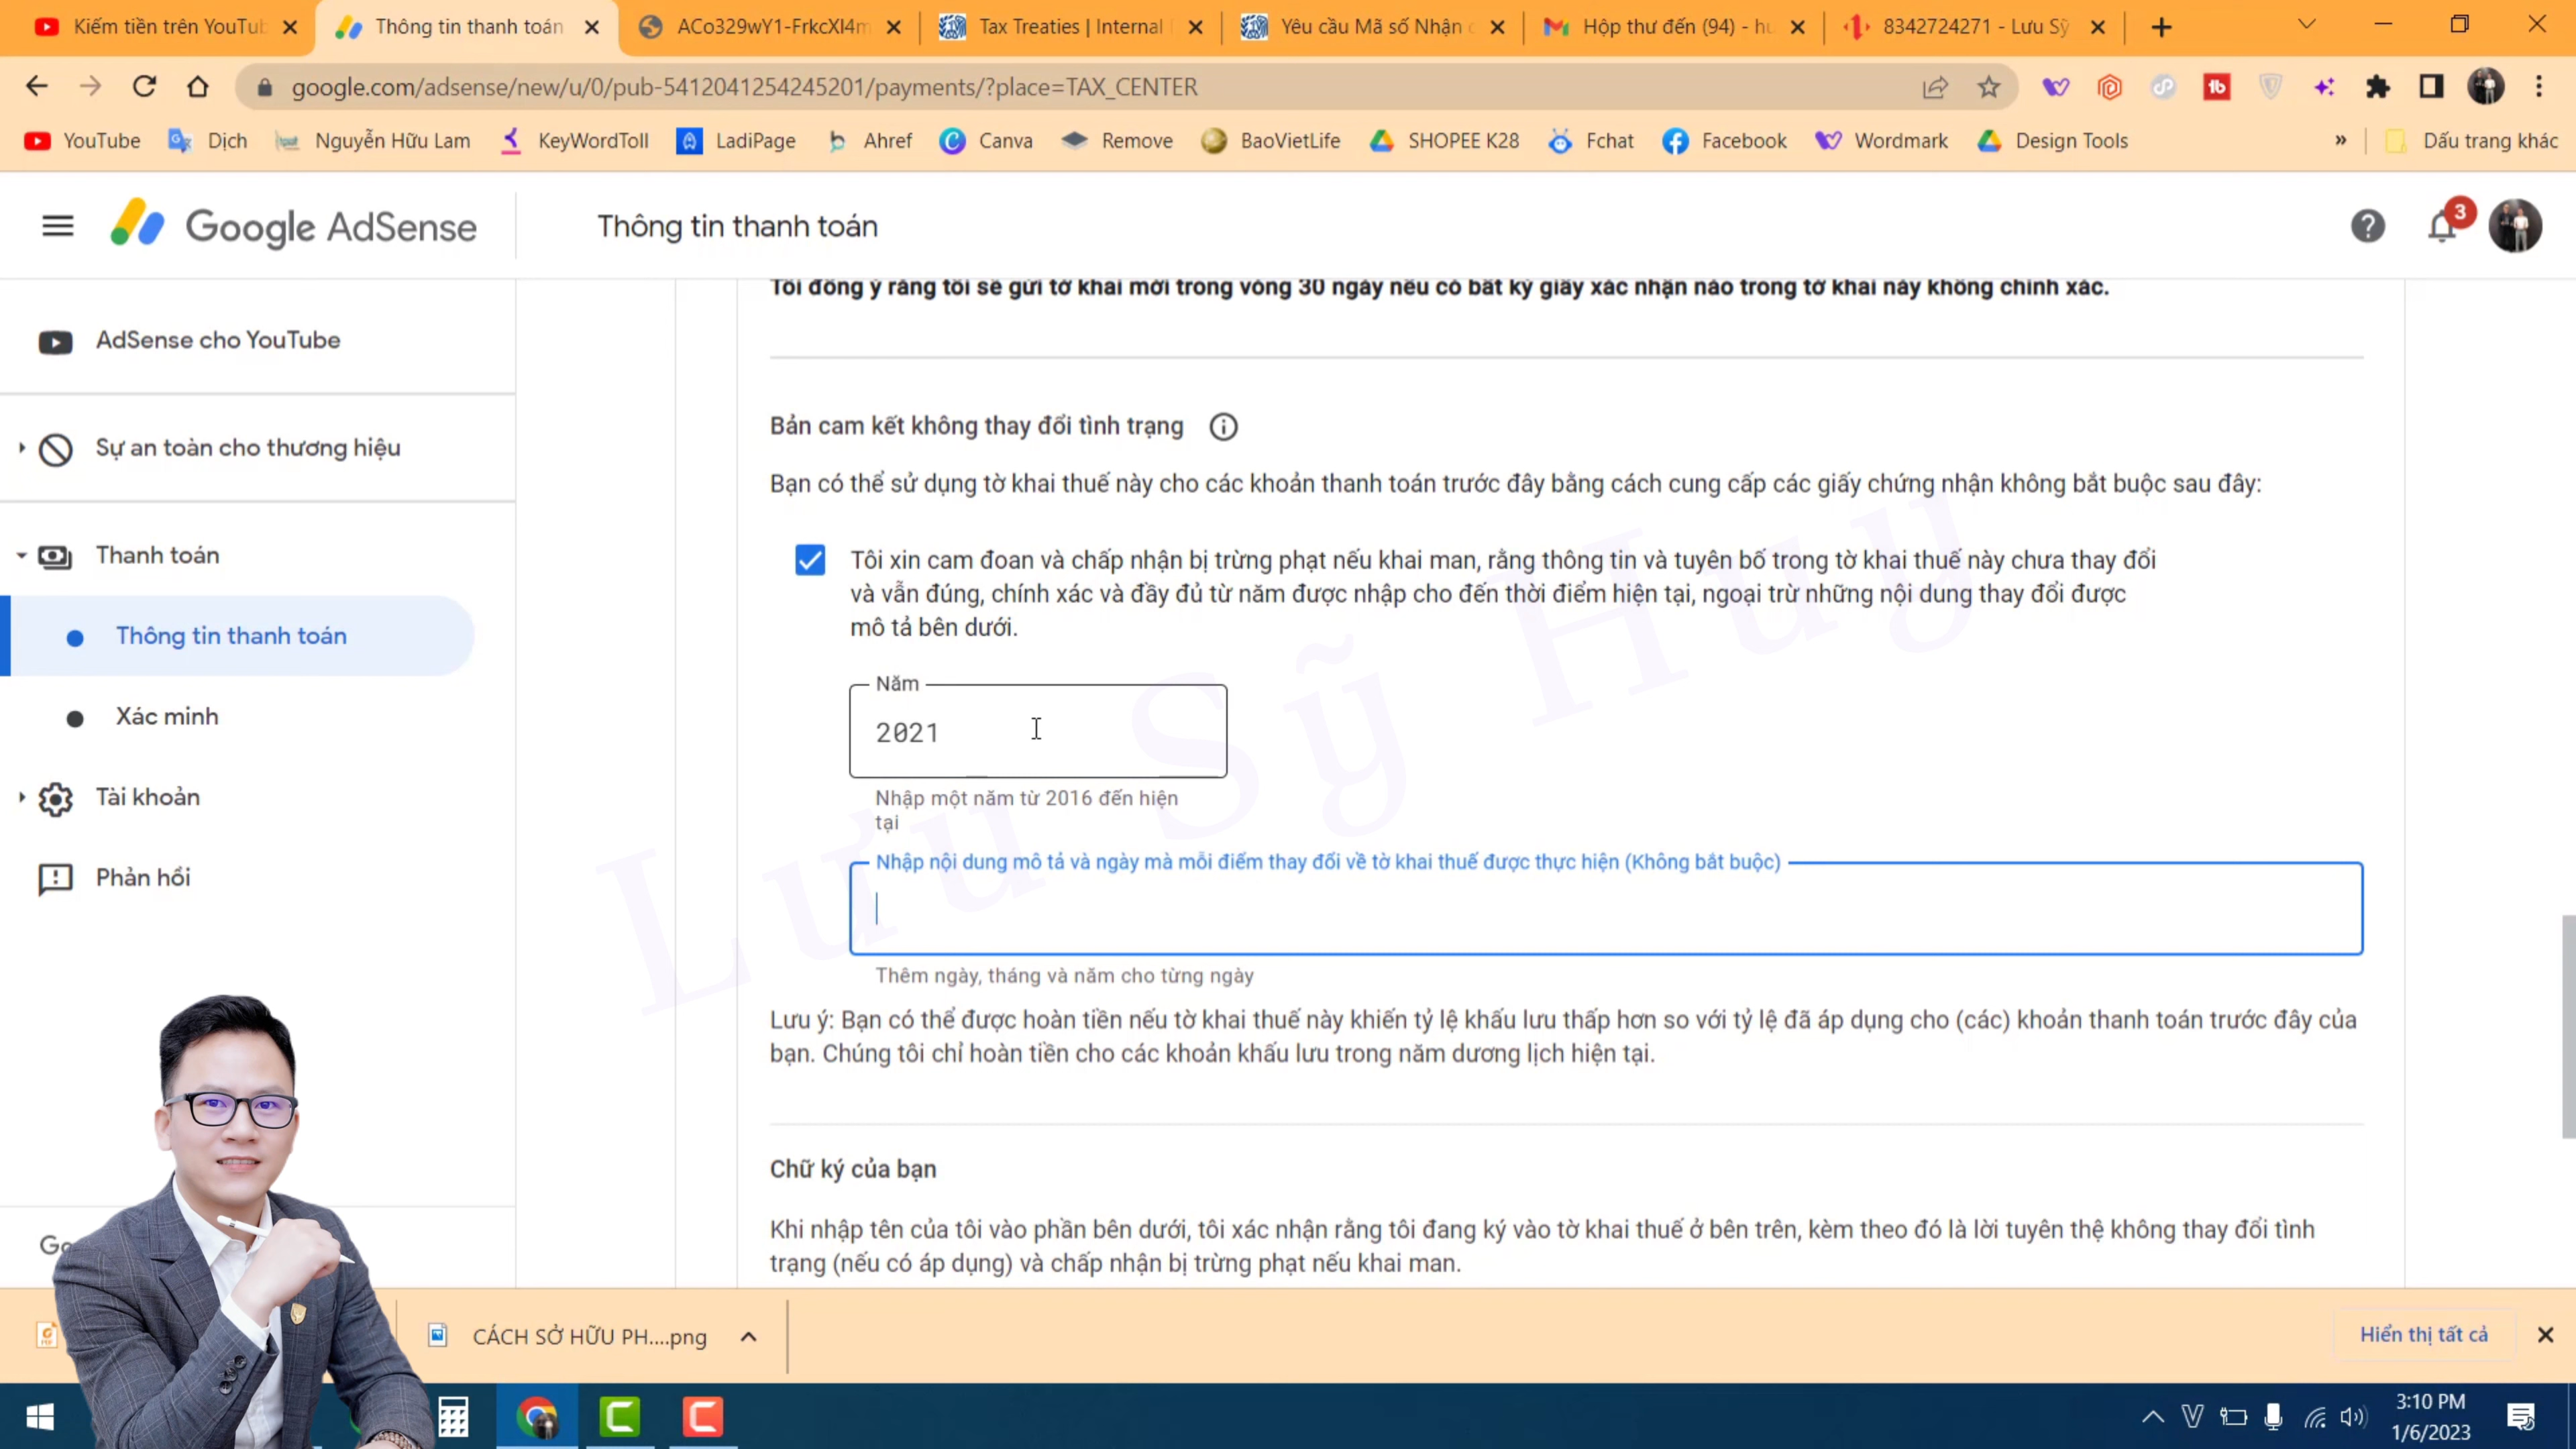 Kiếm tiền trên YouTub
Thông tin thanh toán
ACo329wY1-FrkcXI4m
Tax Treaties | Internal
Yêu cầu Mã số Nhận
Hộp thư đến (94) - hu
8342724271 - Lưu Sỹ
google.com/adsense/new/u/0/pub-5412041254245201/payments/?place=TAX_CENTER
YouTube
Dịch
Nguyễn Hữu Lam
KeyWordToll
LadiPage
Ahref
Canva
Remove
BaoVietLife
SHOPEE K28
Fchat
Facebook
Wordmark
Design Tools
»
Dấu trang khác
Google AdSense
Thông tin thanh toán
3
AdSense cho YouTube
Sự an toàn cho thương hiệu
Thanh toán
Thông tin thanh toán
Xác minh
Tài khoản
Phản hồi
Tôi đồng ý rằng tôi sẽ gửi tờ khai mới trong vòng 30 ngày nếu có bất kỳ giấy xác nhận nào trong tờ khai này không chính xác.
Bản cam kết không thay đổi tình trạng
Bạn có thể sử dụng tờ khai thuế này cho các khoản thanh toán trước đây bằng cách cung cấp các giấy chứng nhận không bắt buộc sau đây:
Tôi xin cam đoan và chấp nhận bị trừng phạt nếu khai man, rằng thông tin và tuyên bố trong tờ khai thuế này chưa thay đổi
và vẫn đúng, chính xác và đầy đủ từ năm được nhập cho đến thời điểm hiện tại, ngoại trừ những nội dung thay đổi được
mô tả bên dưới.
Năm
2021
Nhập một năm từ 2016 đến hiện
tại
Nhập nội dung mô tả và ngày mà mỗi điểm thay đổi về tờ khai thuế được thực hiện (Không bắt buộc)
Thêm ngày, tháng và năm cho từng ngày
Lưu ý: Bạn có thể được hoàn tiền nếu tờ khai thuế này khiến tỷ lệ khấu lưu thấp hơn so với tỷ lệ đã áp dụng cho (các) khoản thanh toán trước đây của
bạn. Chúng tôi chỉ hoàn tiền cho các khoản khấu lưu trong năm dương lịch hiện tại.
Chữ ký của bạn
Khi nhập tên của tôi vào phần bên dưới, tôi xác nhận rằng tôi đang ký vào tờ khai thuế ở bên trên, kèm theo đó là lời tuyên thệ không thay đổi tình
trạng (nếu có áp dụng) và chấp nhận bị trừng phạt nếu khai man.
Lưu Sỹ Huy
CÁCH SỞ HỮU PH....png
Hiển thị tất cả
3:10 PM
1/6/2023